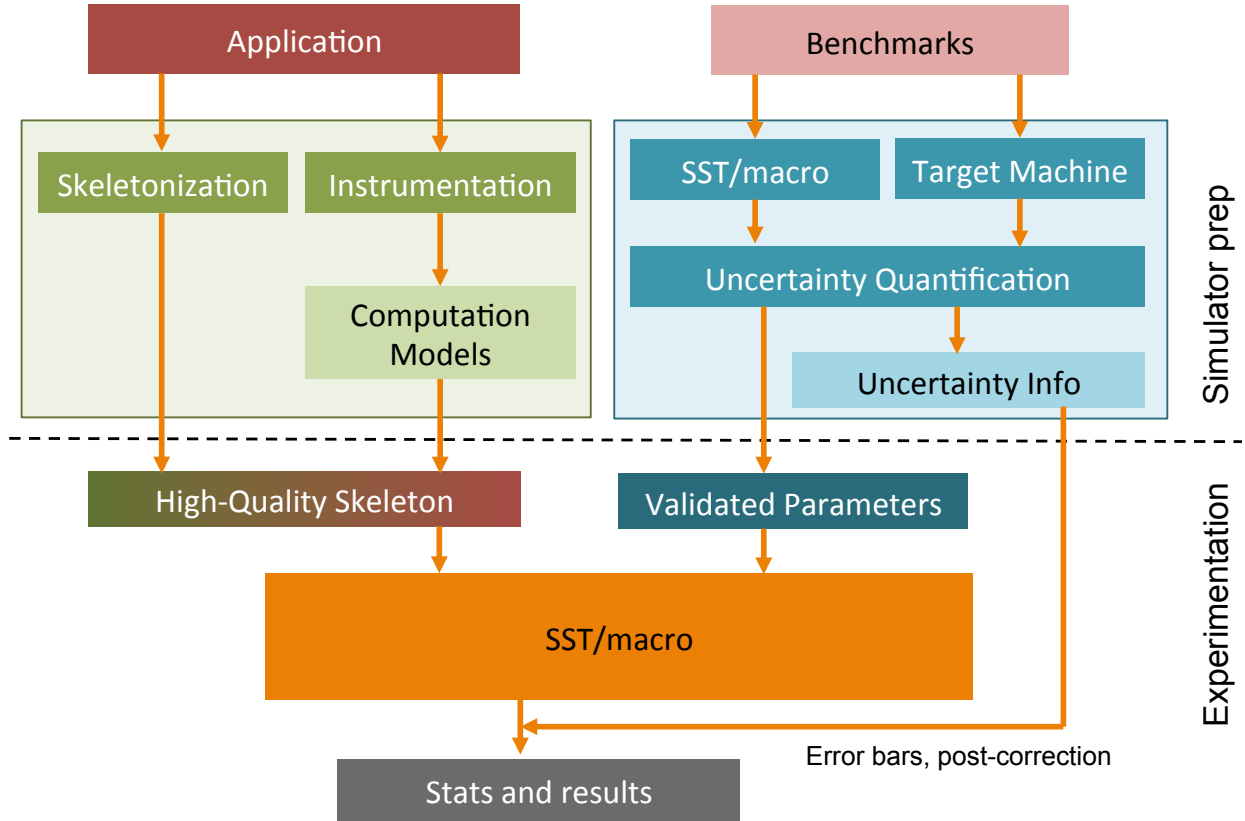 Application
Benchmarks
Skeletonization
Instrumentation
SST/macro
Target Machine
Uncertainty Quantification
Computation
Models
Uncertainty Info
Simulator prep
High-Quality Skeleton
Validated Parameters
SST/macro
Experimentation
Error bars, post-correction
Stats and results